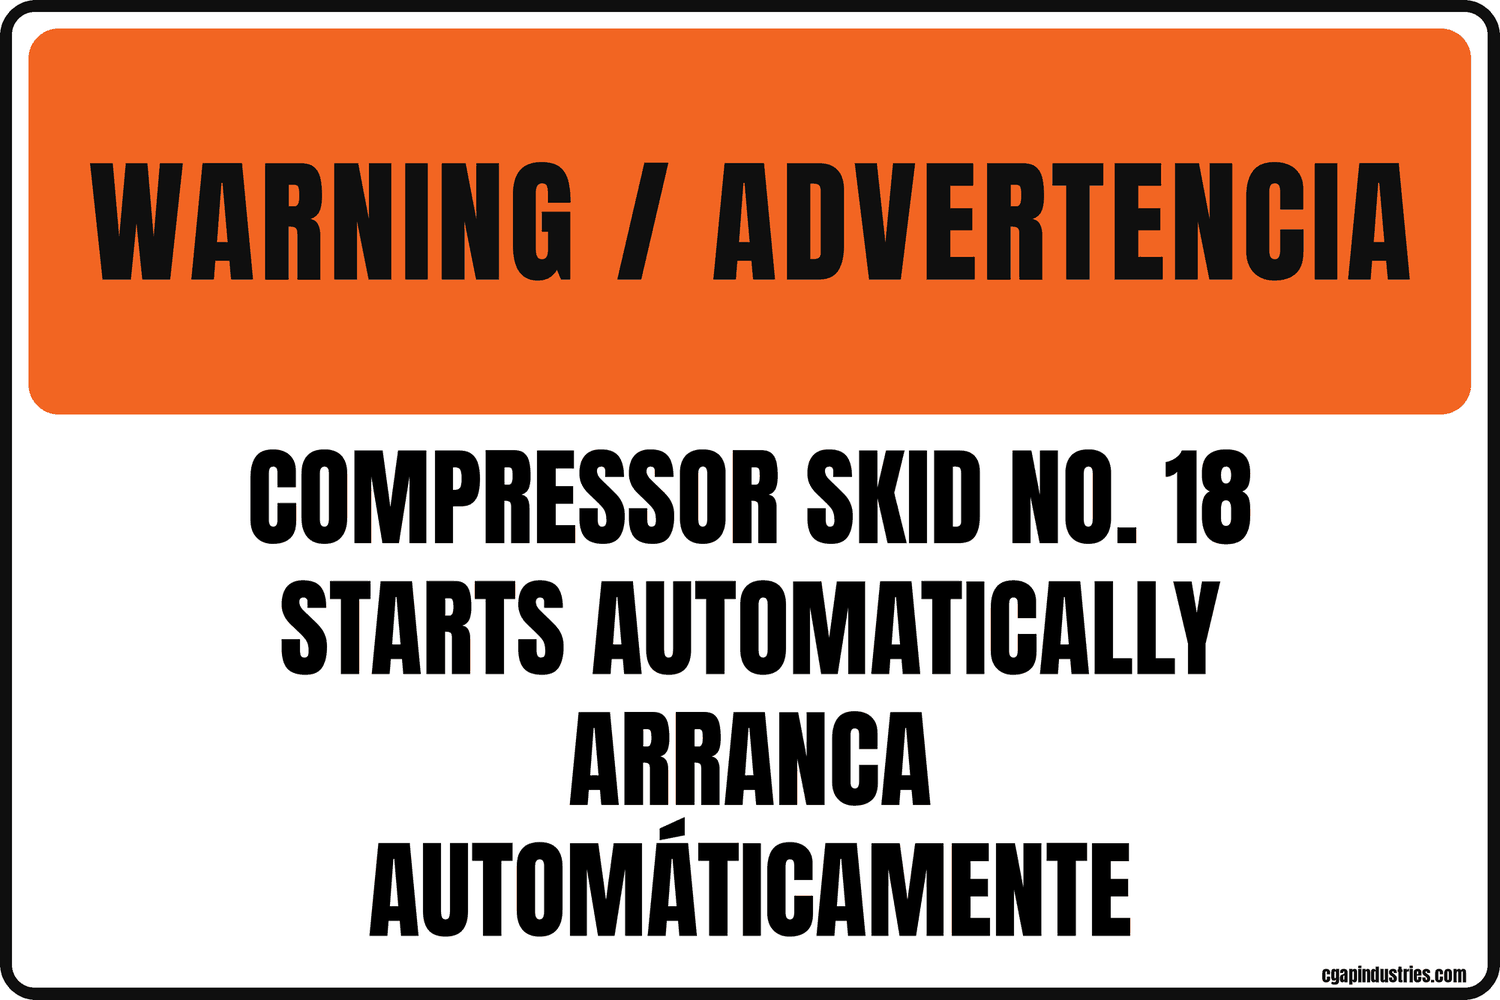 WARNING / ADVERTENCIA
COMPRESSOR SKID NO. 18
STARTS AUTOMATICALLY
ARRANCA
AUTOMÁTICAMENTE
cgapindustries.com